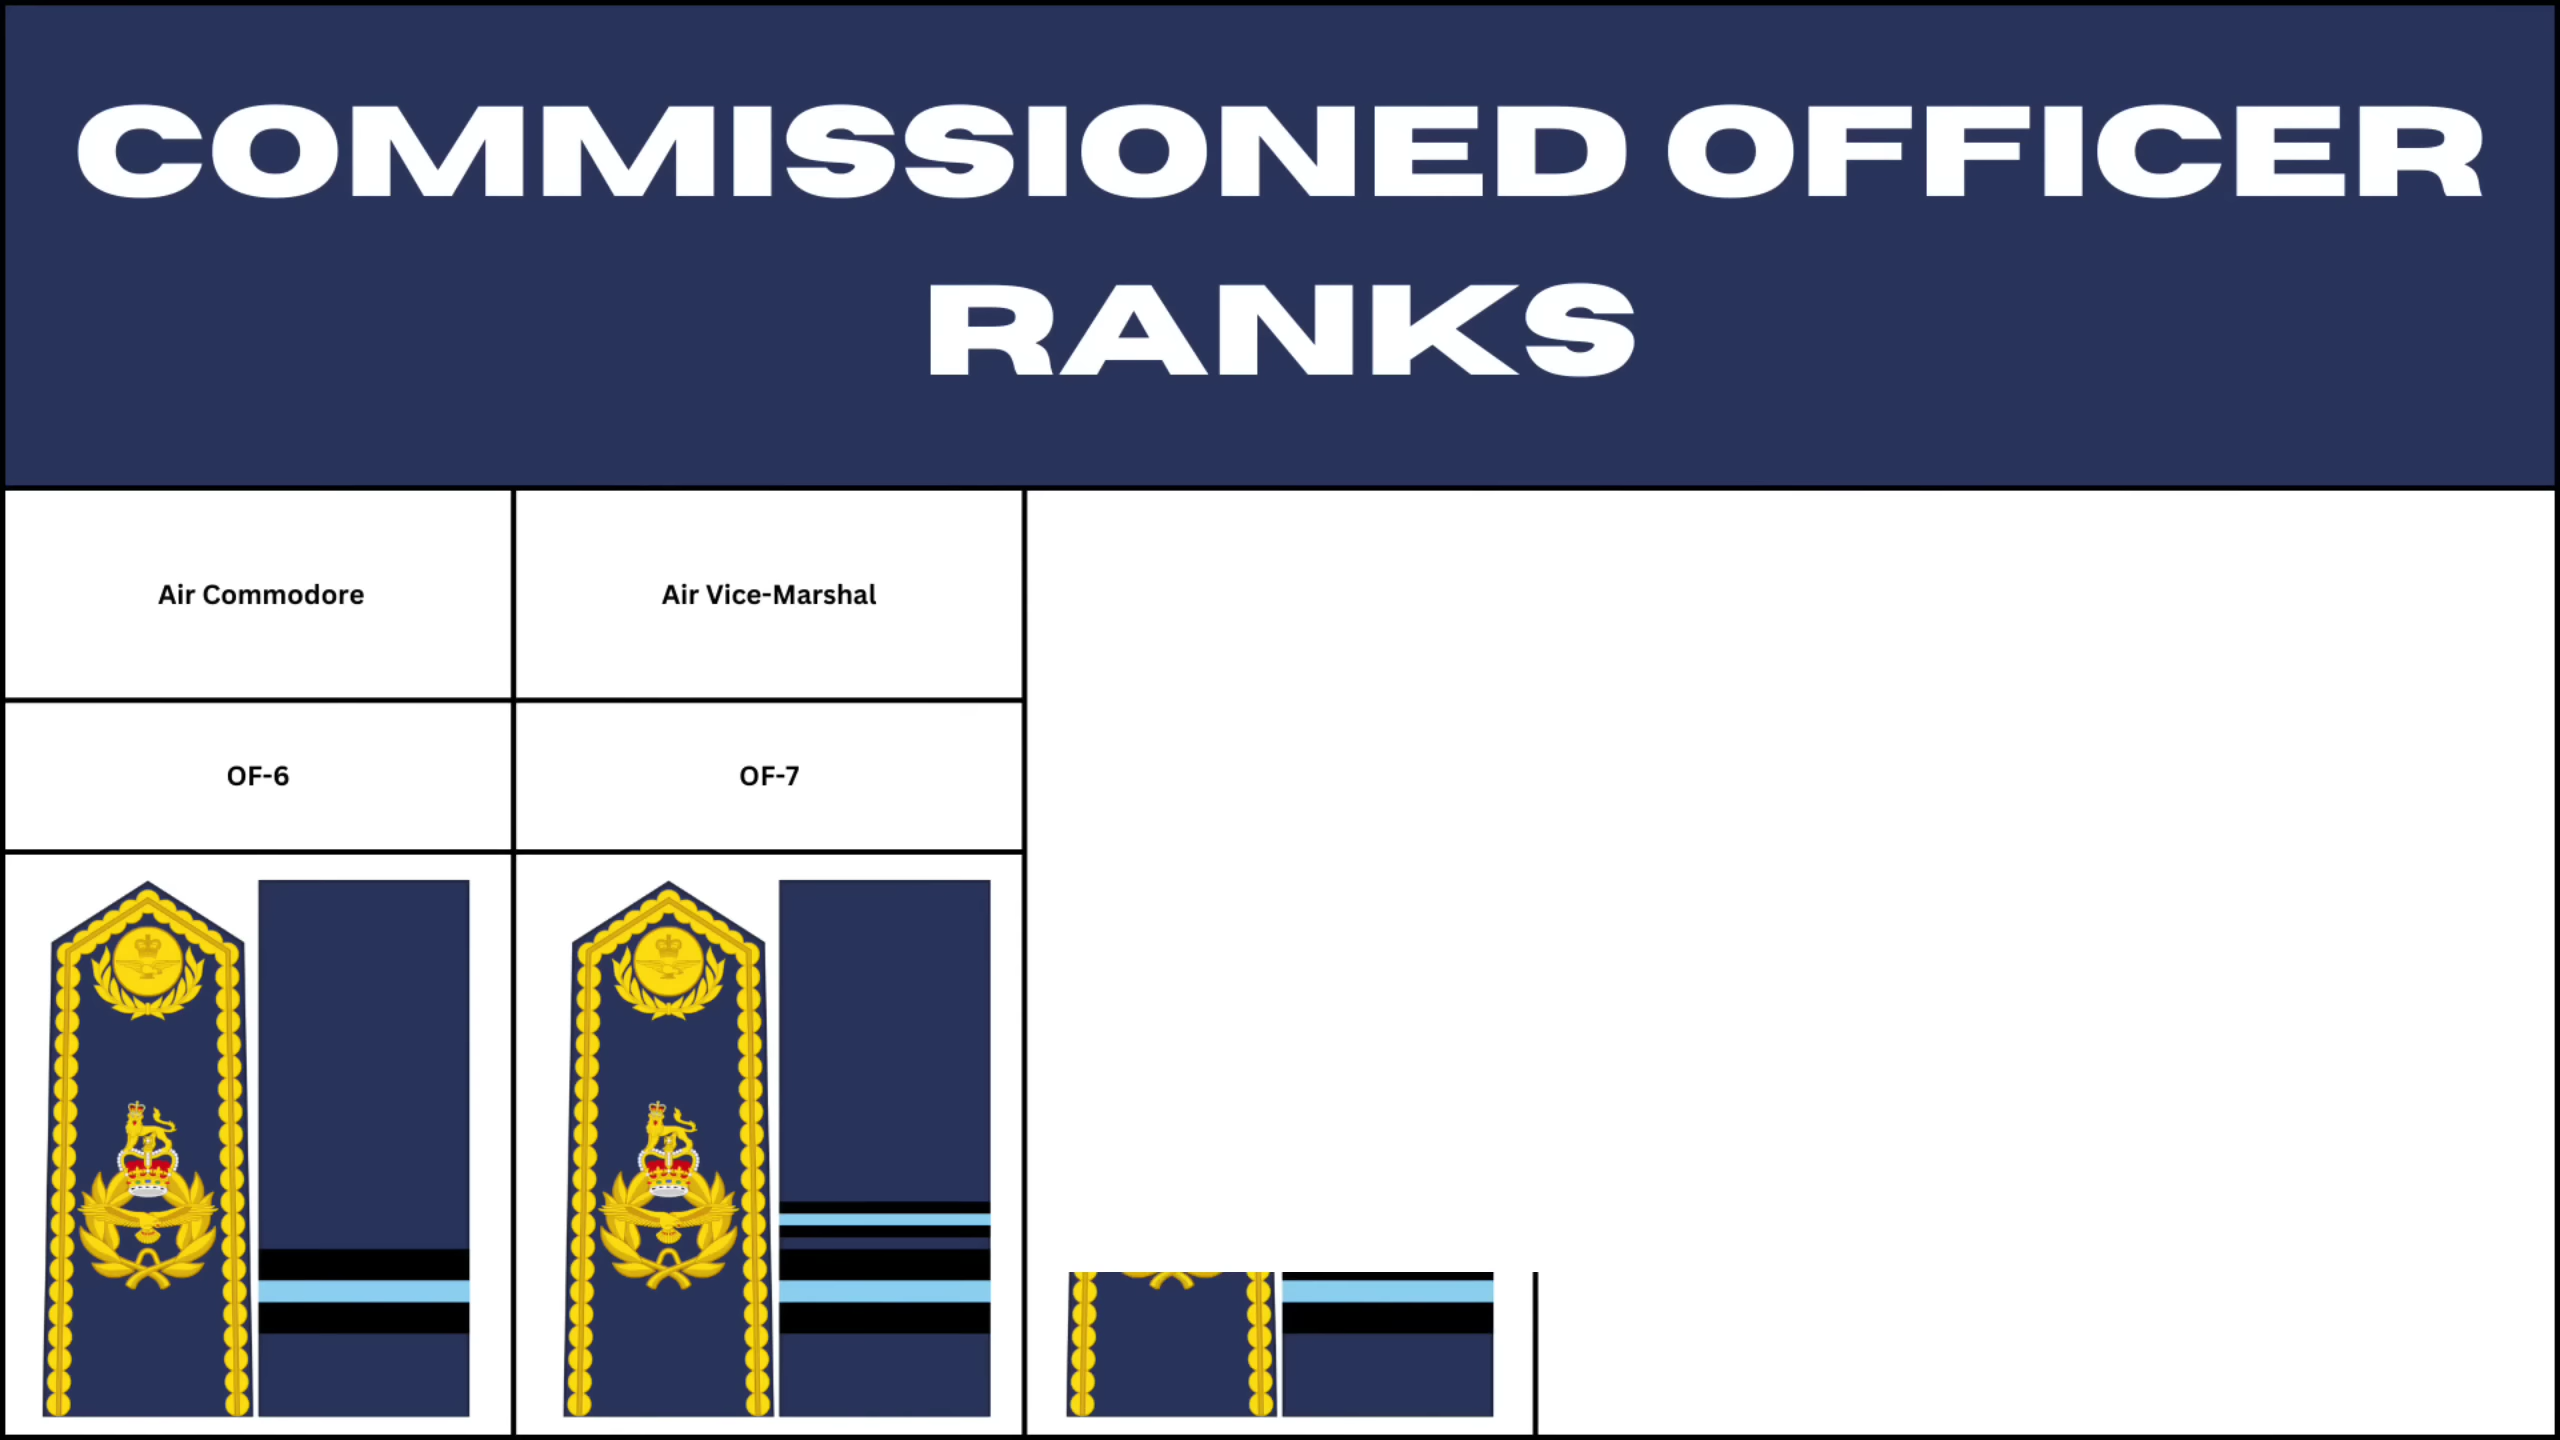 COMMISSIONED OFFICER
RANKS
Air Commodore
Air Vice-Marshal
OF-6
OF-7